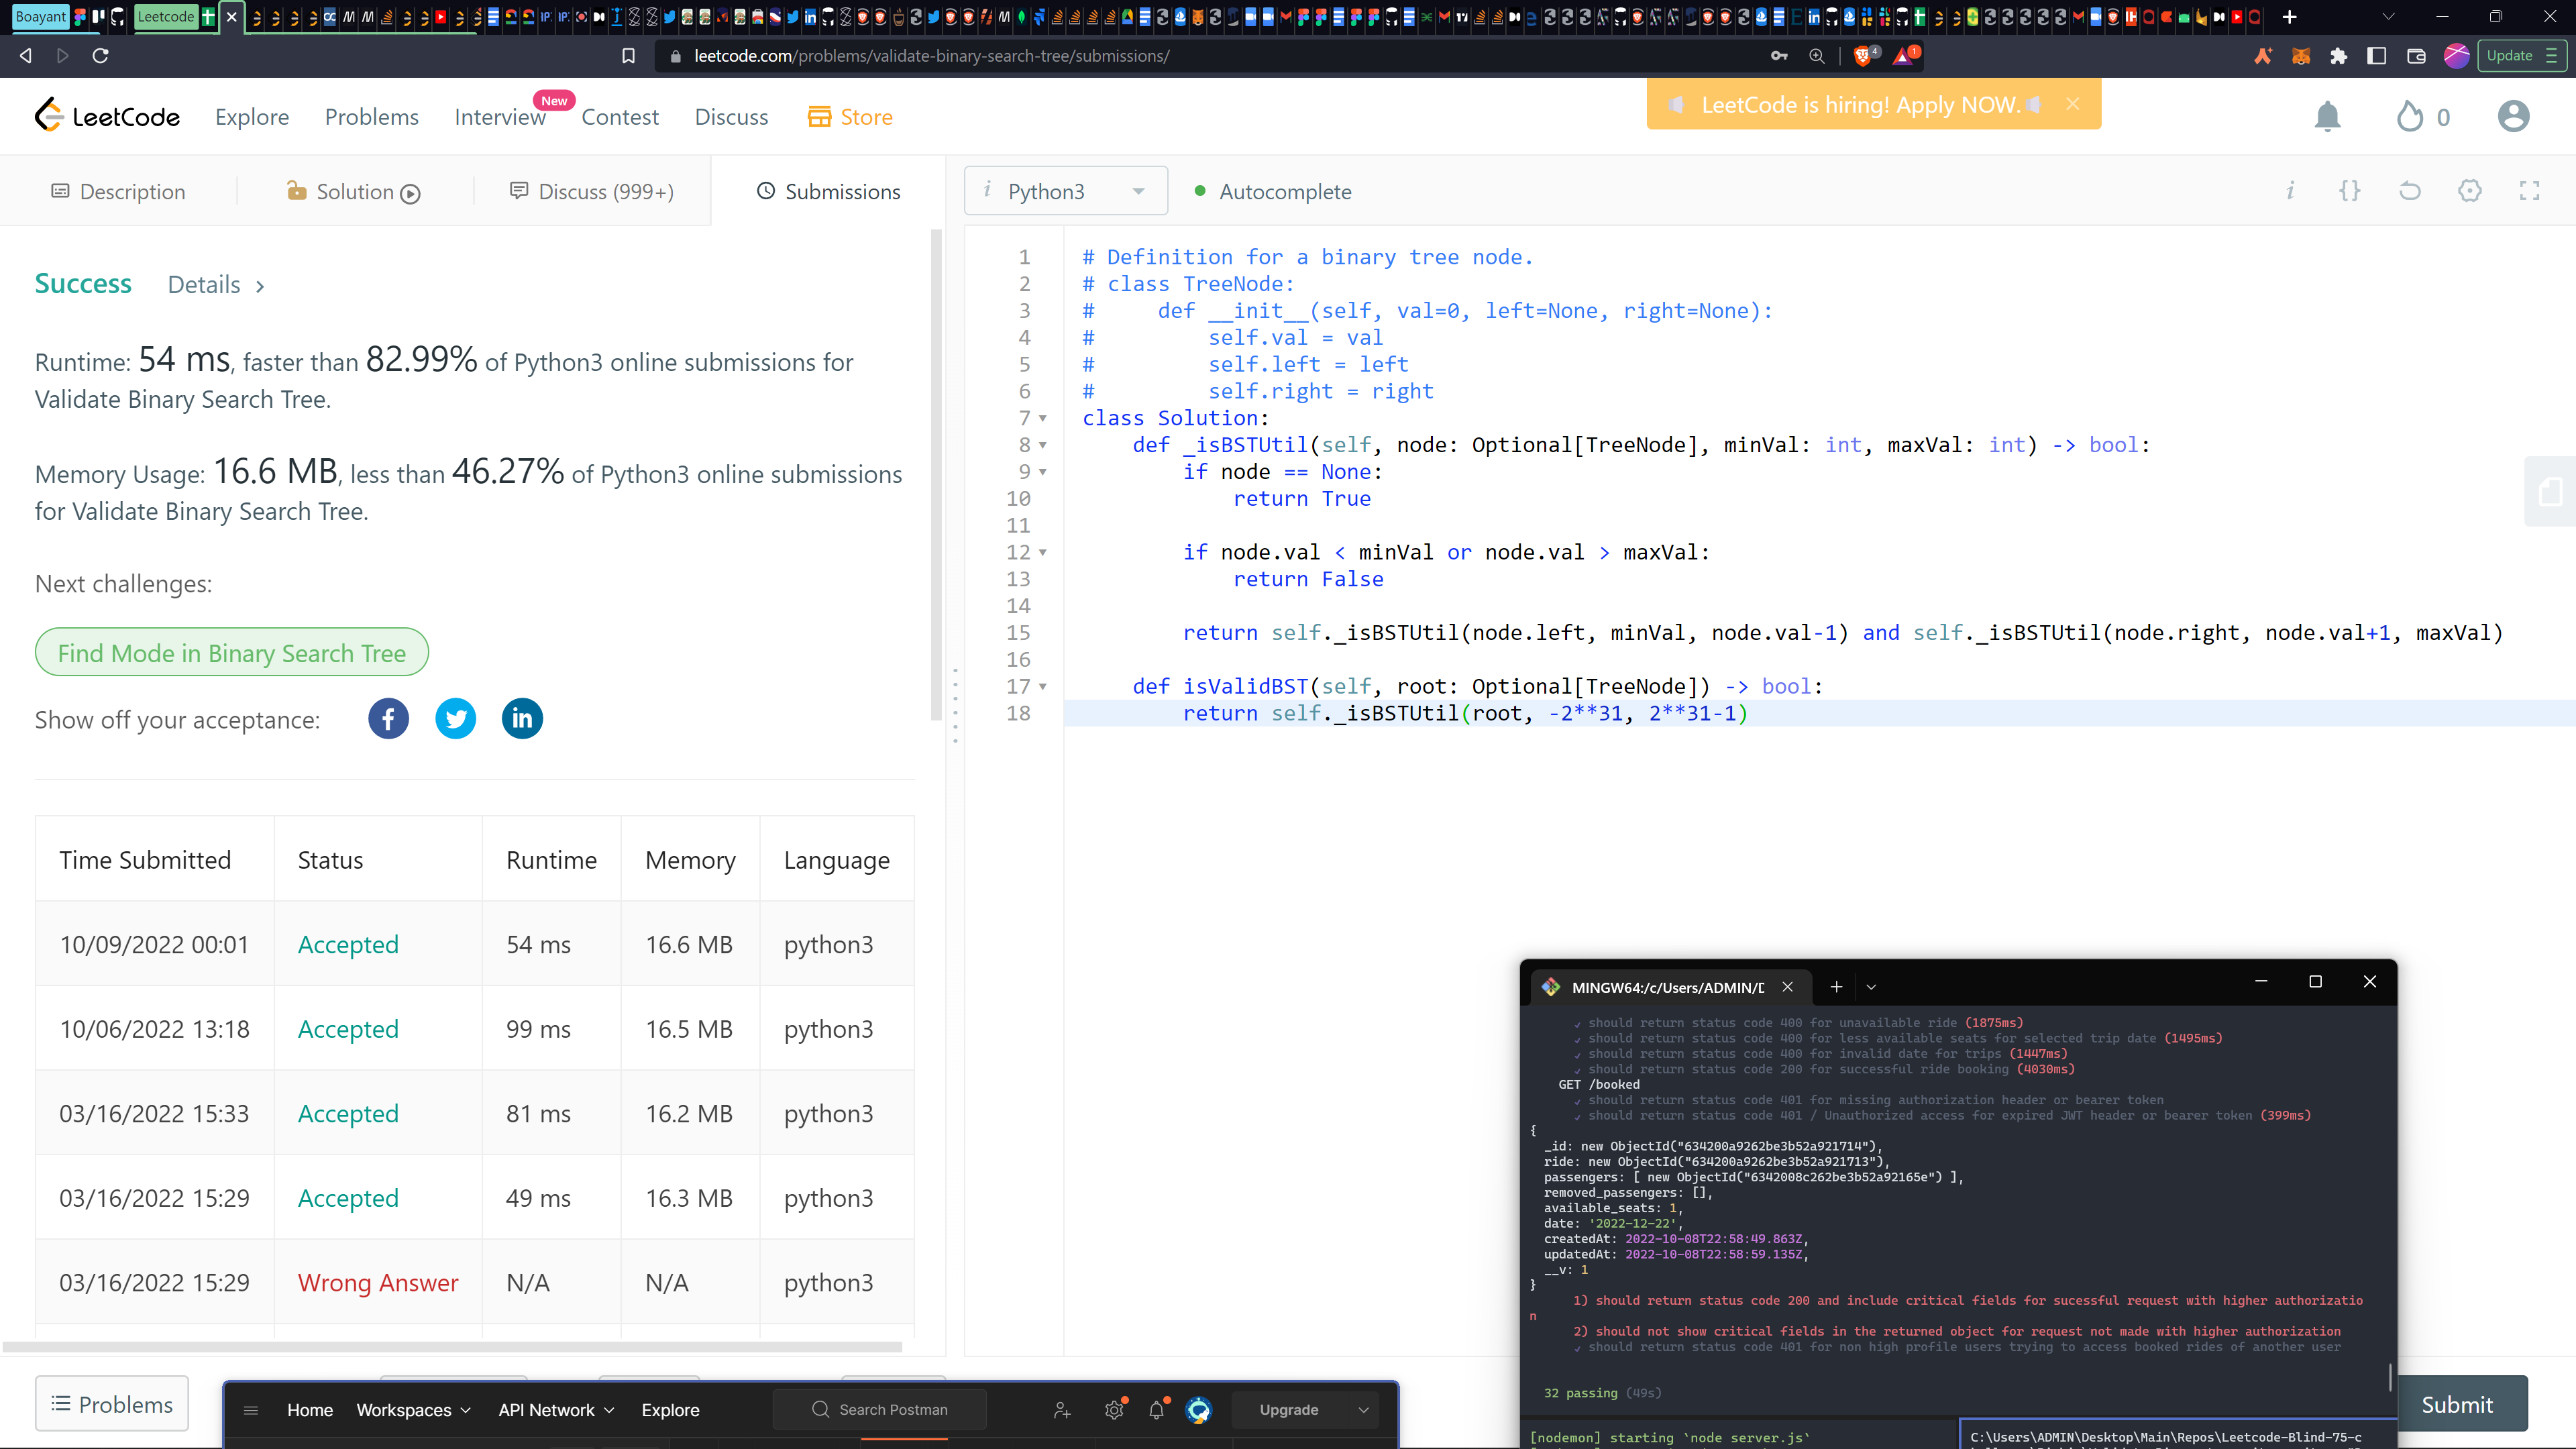 Boayant
Leetcode
leetcode.com/problems/validate-binary-search-tree/submissions/
4
1
Update
LeetCode
Explore
Problems
Interview
New
Contest
Discuss
Store
LeetCode is hiring! Apply NOW.
0
Description
Solution
Discuss (999+)
Submissions
i Python3
Autocomplete
Success
Details
Runtime: 54 ms, faster than 82.99% of Python3 online submissions for
Validate Binary Search Tree.
Memory Usage: 16.6 MB, less than 46.27% of Python3 online submissions
for Validate Binary Search Tree.
Next challenges:
Find Mode in Binary Search Tree
Show off your acceptance:
Time Submitted Status Runtime Memory Language
10/09/2022 00:01 Accepted 54 ms 16.6 MB python3
10/06/2022 13:18 Accepted 99 ms 16.5 MB python3
03/16/2022 15:33 Accepted 81 ms 16.2 MB python3
03/16/2022 15:29 Accepted 49 ms 16.3 MB python3
03/16/2022 15:29 Wrong Answer N/A N/A python3
1 # Definition for a binary tree node.
2 # class TreeNode:
3 #     def __init__(self, val=0, left=None, right=None):
4 #         self.val = val
5 #         self.left = left
6 #         self.right = right
7 class Solution:
8     def _isBSTUtil(self, node: Optional[TreeNode], minVal: int, maxVal: int) -> bool:
9         if node == None:
10             return True
11
12         if node.val < minVal or node.val > maxVal:
13             return False
14
15         return self._isBSTUtil(node.left, minVal, node.val-1) and self._isBSTUtil(node.right, node.val+1, maxVal)
16
17     def isValidBST(self, root: Optional[TreeNode]) -> bool:
18         return self._isBSTUtil(root, -2**31, 2**31-1)
MINGW64:/c/Users/ADMIN/D
✓ should return status code 400 for unavailable ride (1875ms)
✓ should return status code 400 for less available seats for selected trip date (1495ms)
✓ should return status code 400 for invalid date for trips (1447ms)
✓ should return status code 200 for successful ride booking (4030ms)
GET /booked
✓ should return status code 401 for missing authorization header or bearer token
✓ should return status code 401 / Unauthorized access for expired JWT header or bearer token (399ms)
{
_id: new ObjectId("634200a9262be3b52a921714"),
ride: new ObjectId("634200a9262be3b52a921713"),
passengers: [ new ObjectId("6342008c262be3b52a92165e") ],
removed_passengers: [],
available_seats: 1,
date: '2022-12-22',
createdAt: 2022-10-08T22:58:49.863Z,
updatedAt: 2022-10-08T22:58:59.135Z,
__v: 1
}
1) should return status code 200 and include critical fields for sucessful request with higher authorizatio
n
2) should not show critical fields in the returned object for request not made with higher authorization
✓ should return status code 401 for non high profile users trying to access booked rides of another user
32 passing (49s)
[nodemon] starting `node server.js`
C:\Users\ADMIN\Desktop\Main\Repos\Leetcode-Blind-75-c
Problems
Home
Workspaces
API Network
Explore
Search Postman
Upgrade
Submit